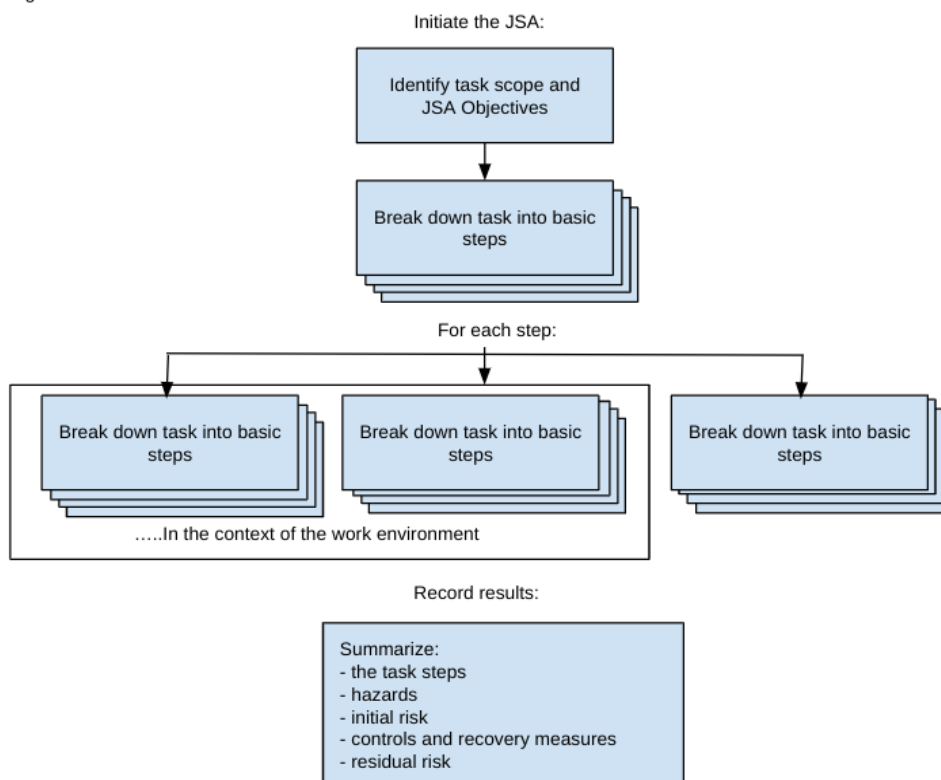 Initiate the JSA:
Identify task scope and
JSA Objectives
Break down task into basic
steps
For each step:
Break down task into basic
steps
Break down task into basic
steps
Break down task into basic
steps
…..In the context of the work environment
Record results:
Summarize:
- the task steps
- hazards
- initial risk
- controls and recovery measures
- residual risk